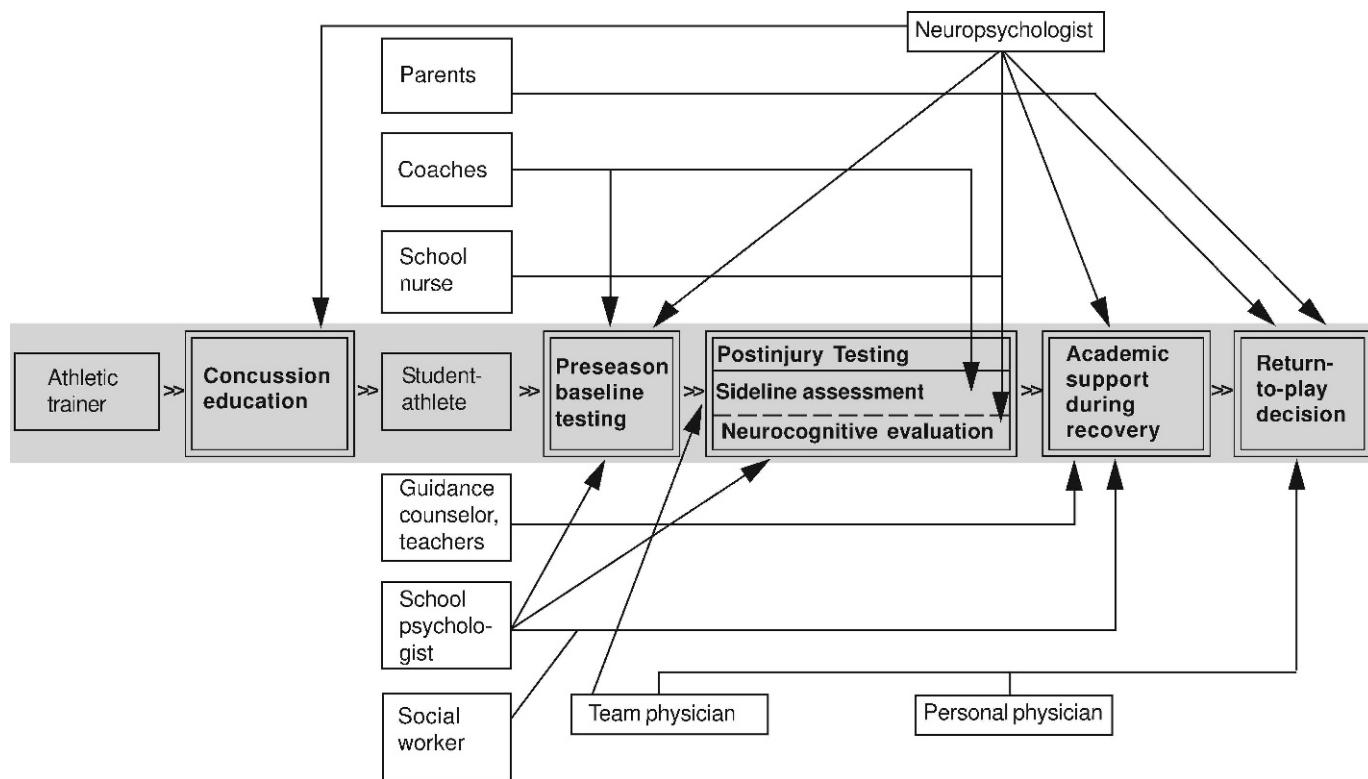 Neuropsychologist
Parents
Coaches
School
nurse
Athletic
trainer
>>
Concussion
education
>>
Student-
athlete
>>
Preseason
baseline
testing
>>
Postinjury Testing
Sideline assessment
Neurocognitive evaluation
>>
Academic
support
during
recovery
>>
Return-
to-play
decision
Guidance
counselor,
teachers
School
psycholo-
gist
Social
worker
Team physician
Personal physician